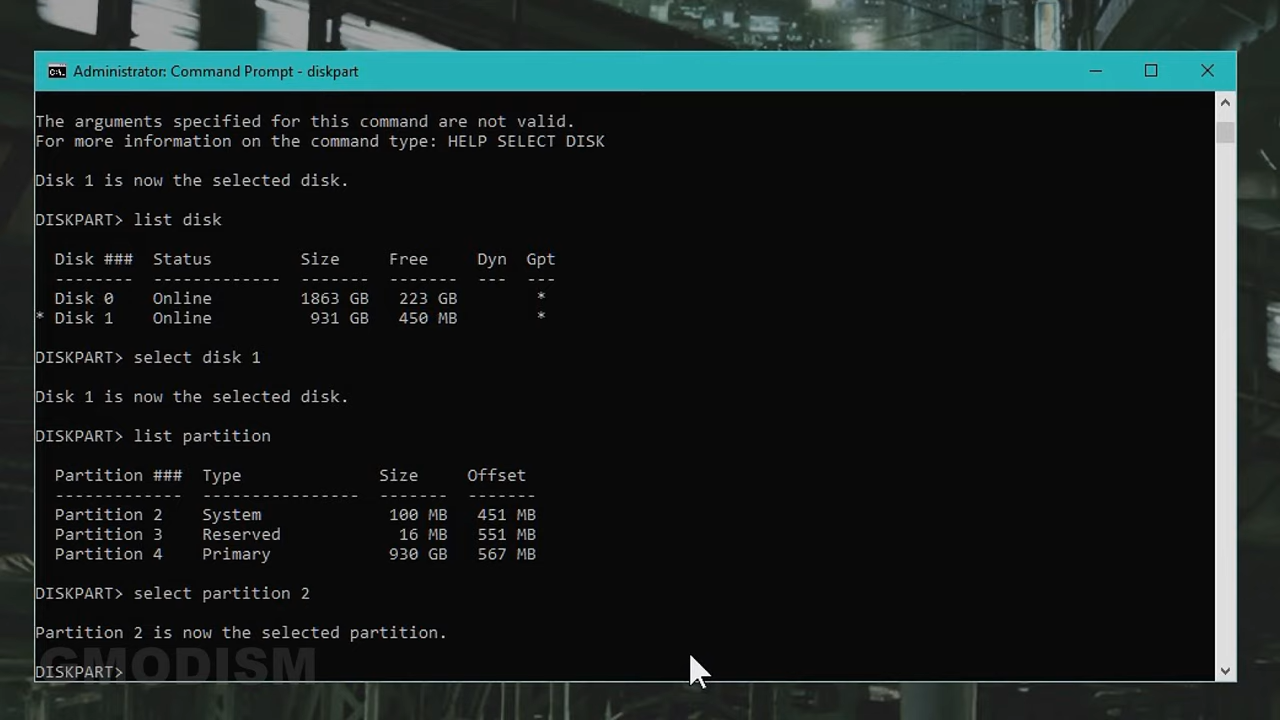 Administrator: Command Prompt - diskpart
The arguments specified for this command are not valid.
For more information on the command type: HELP SELECT DISK
Disk 1 is now the selected disk.
DISKPART> list disk
Disk ### Status Size Free Dyn Gpt
-------- ------------- ------- ------- --- ---
Disk 0 Online 1863 GB 223 GB *
* Disk 1 Online 931 GB 450 MB *
DISKPART> select disk 1
Disk 1 is now the selected disk.
DISKPART> list partition
Partition ### Type Size Offset
------------- ---------------- ------- -------
Partition 2 System 100 MB 451 MB
Partition 3 Reserved 16 MB 551 MB
Partition 4 Primary 930 GB 567 MB
DISKPART> select partition 2
Partition 2 is now the selected partition.
DISKPART>
GMODISM